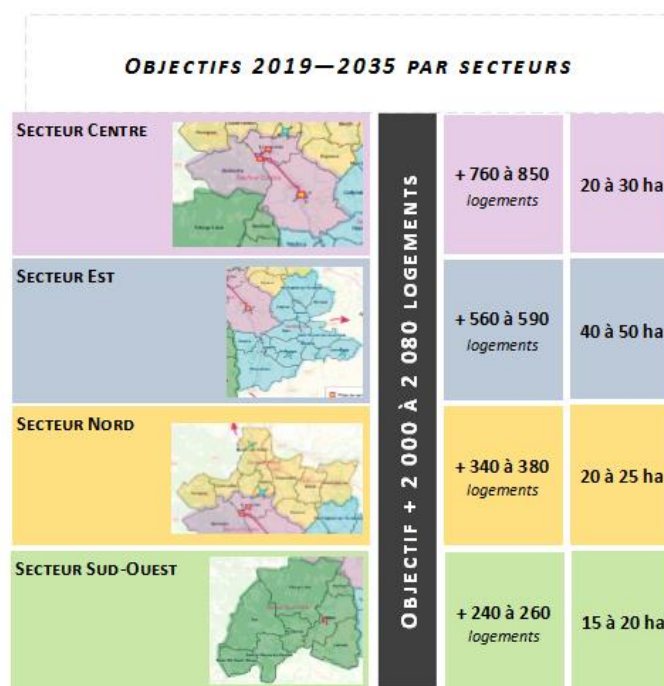 OBJECTIFS 2019—2035 PAR SECTEURS
SECTEUR CENTRE
OBJECTIF + 2 000 À 2 080 LOGEMENTS
+ 760 à 850
logements
20 à 30 ha
SECTEUR EST
+ 560 à 590
logements
40 à 50 ha
SECTEUR NORD
+ 340 à 380
logements
20 à 25 ha
SECTEUR SUD-OUEST
+ 240 à 260
logements
15 à 20 ha